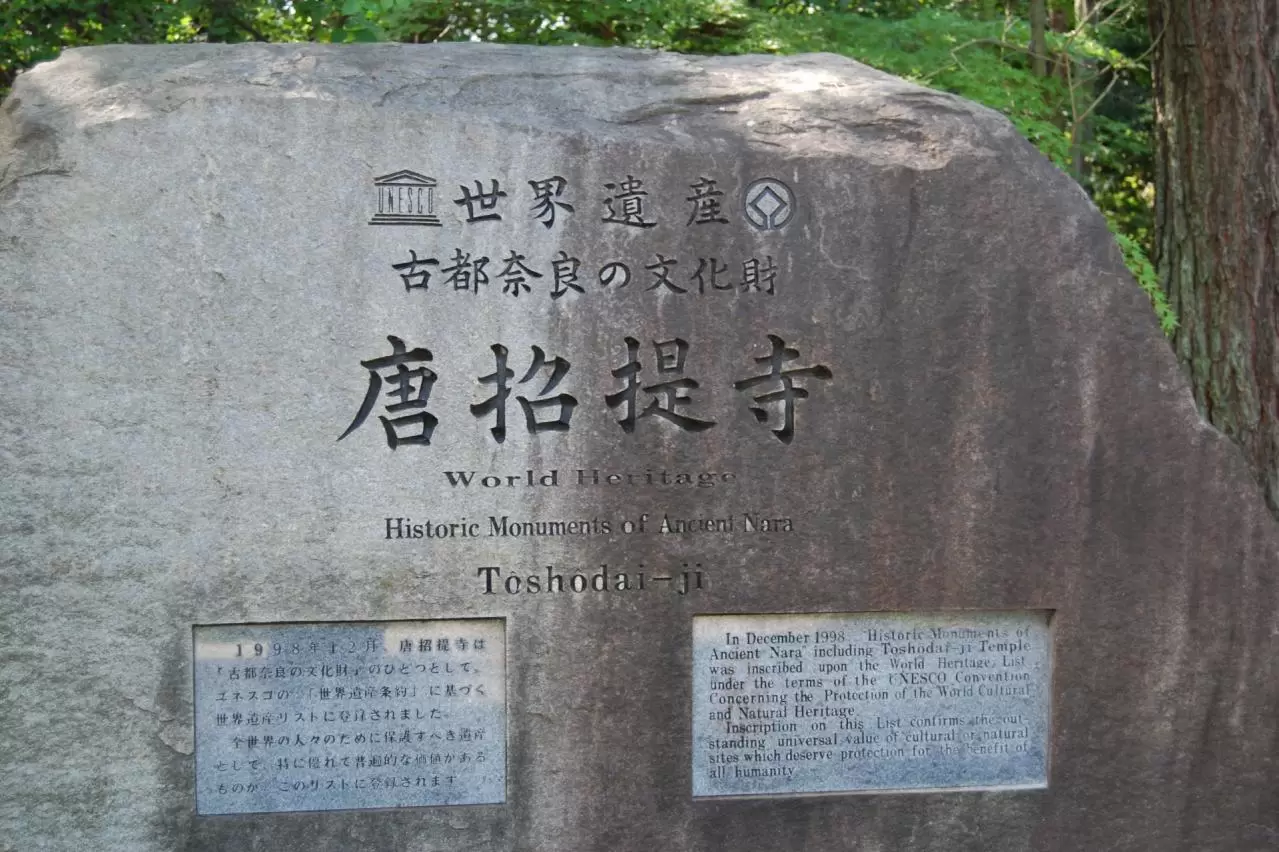 UNESCO 世界遺産
古都奈良の文化財
唐招提寺
World Heritage
Historic Monuments of Ancient Nara
Tôshôdai-ji
1998年12月、唐招提寺は
「古都奈良の文化財」のひとつとして、
ユネスコの「世界遺産条約」に基づく
世界遺産リストに登録されました。
全世界の人々のために保護すべき遺産
として、特に優れて普遍的な価値がある
ものが、このリストに登録されます
In December 1998, "Historic Monuments of
Ancient Nara" including Toshodai-ji Temple
was inscribed upon the World Heritage List
under the terms of the UNESCO Convention
Concerning the Protection of the World Cultural
and Natural Heritage.
Inscription on this List confirms the out-
standing universal value of cultural or natural
sites which deserve protection for the benefit of
all humanity